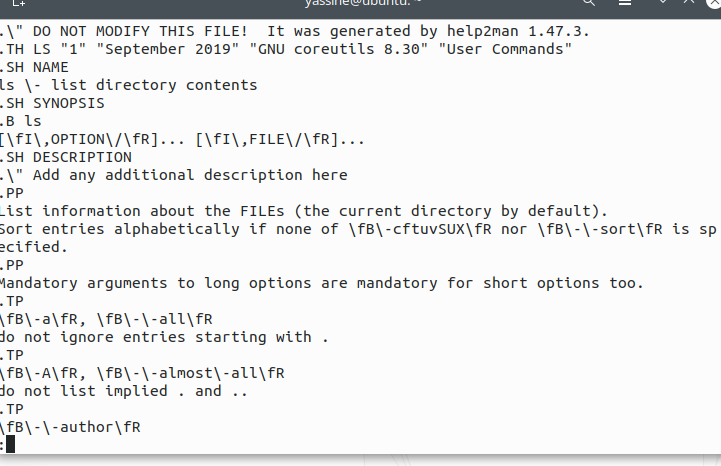 yassine@ubuntu: ~
.\" DO NOT MODIFY THIS FILE!  It was generated by help2man 1.47.3.
.TH LS "1" "September 2019" "GNU coreutils 8.30" "User Commands"
.SH NAME
ls \- list directory contents
.SH SYNOPSIS
.B ls
[\fI\,OPTION\/\fR]... [\fI\,FILE\/\fR]...
.SH DESCRIPTION
.\" Add any additional description here
.PP
List information about the FILEs (the current directory by default).
Sort entries alphabetically if none of \fB\-cftuvSUX\fR nor \fB\-\-sort\fR is sp
ecified.
.PP
Mandatory arguments to long options are mandatory for short options too.
.TP
\fB\-a\fR, \fB\-\-all\fR
do not ignore entries starting with .
.TP
\fB\-A\fR, \fB\-\-almost\-all\fR
do not list implied . and ..
.TP
\fB\-\-author\fR
: